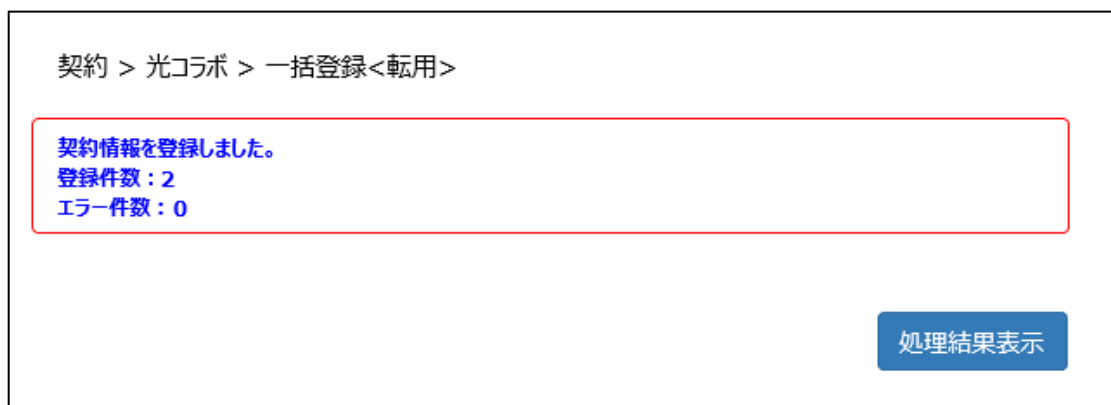 契約 > 光コラボ > 一括登録<転用>
契約情報を登録しました。
登録件数：2
エラー件数：0
処理結果表示